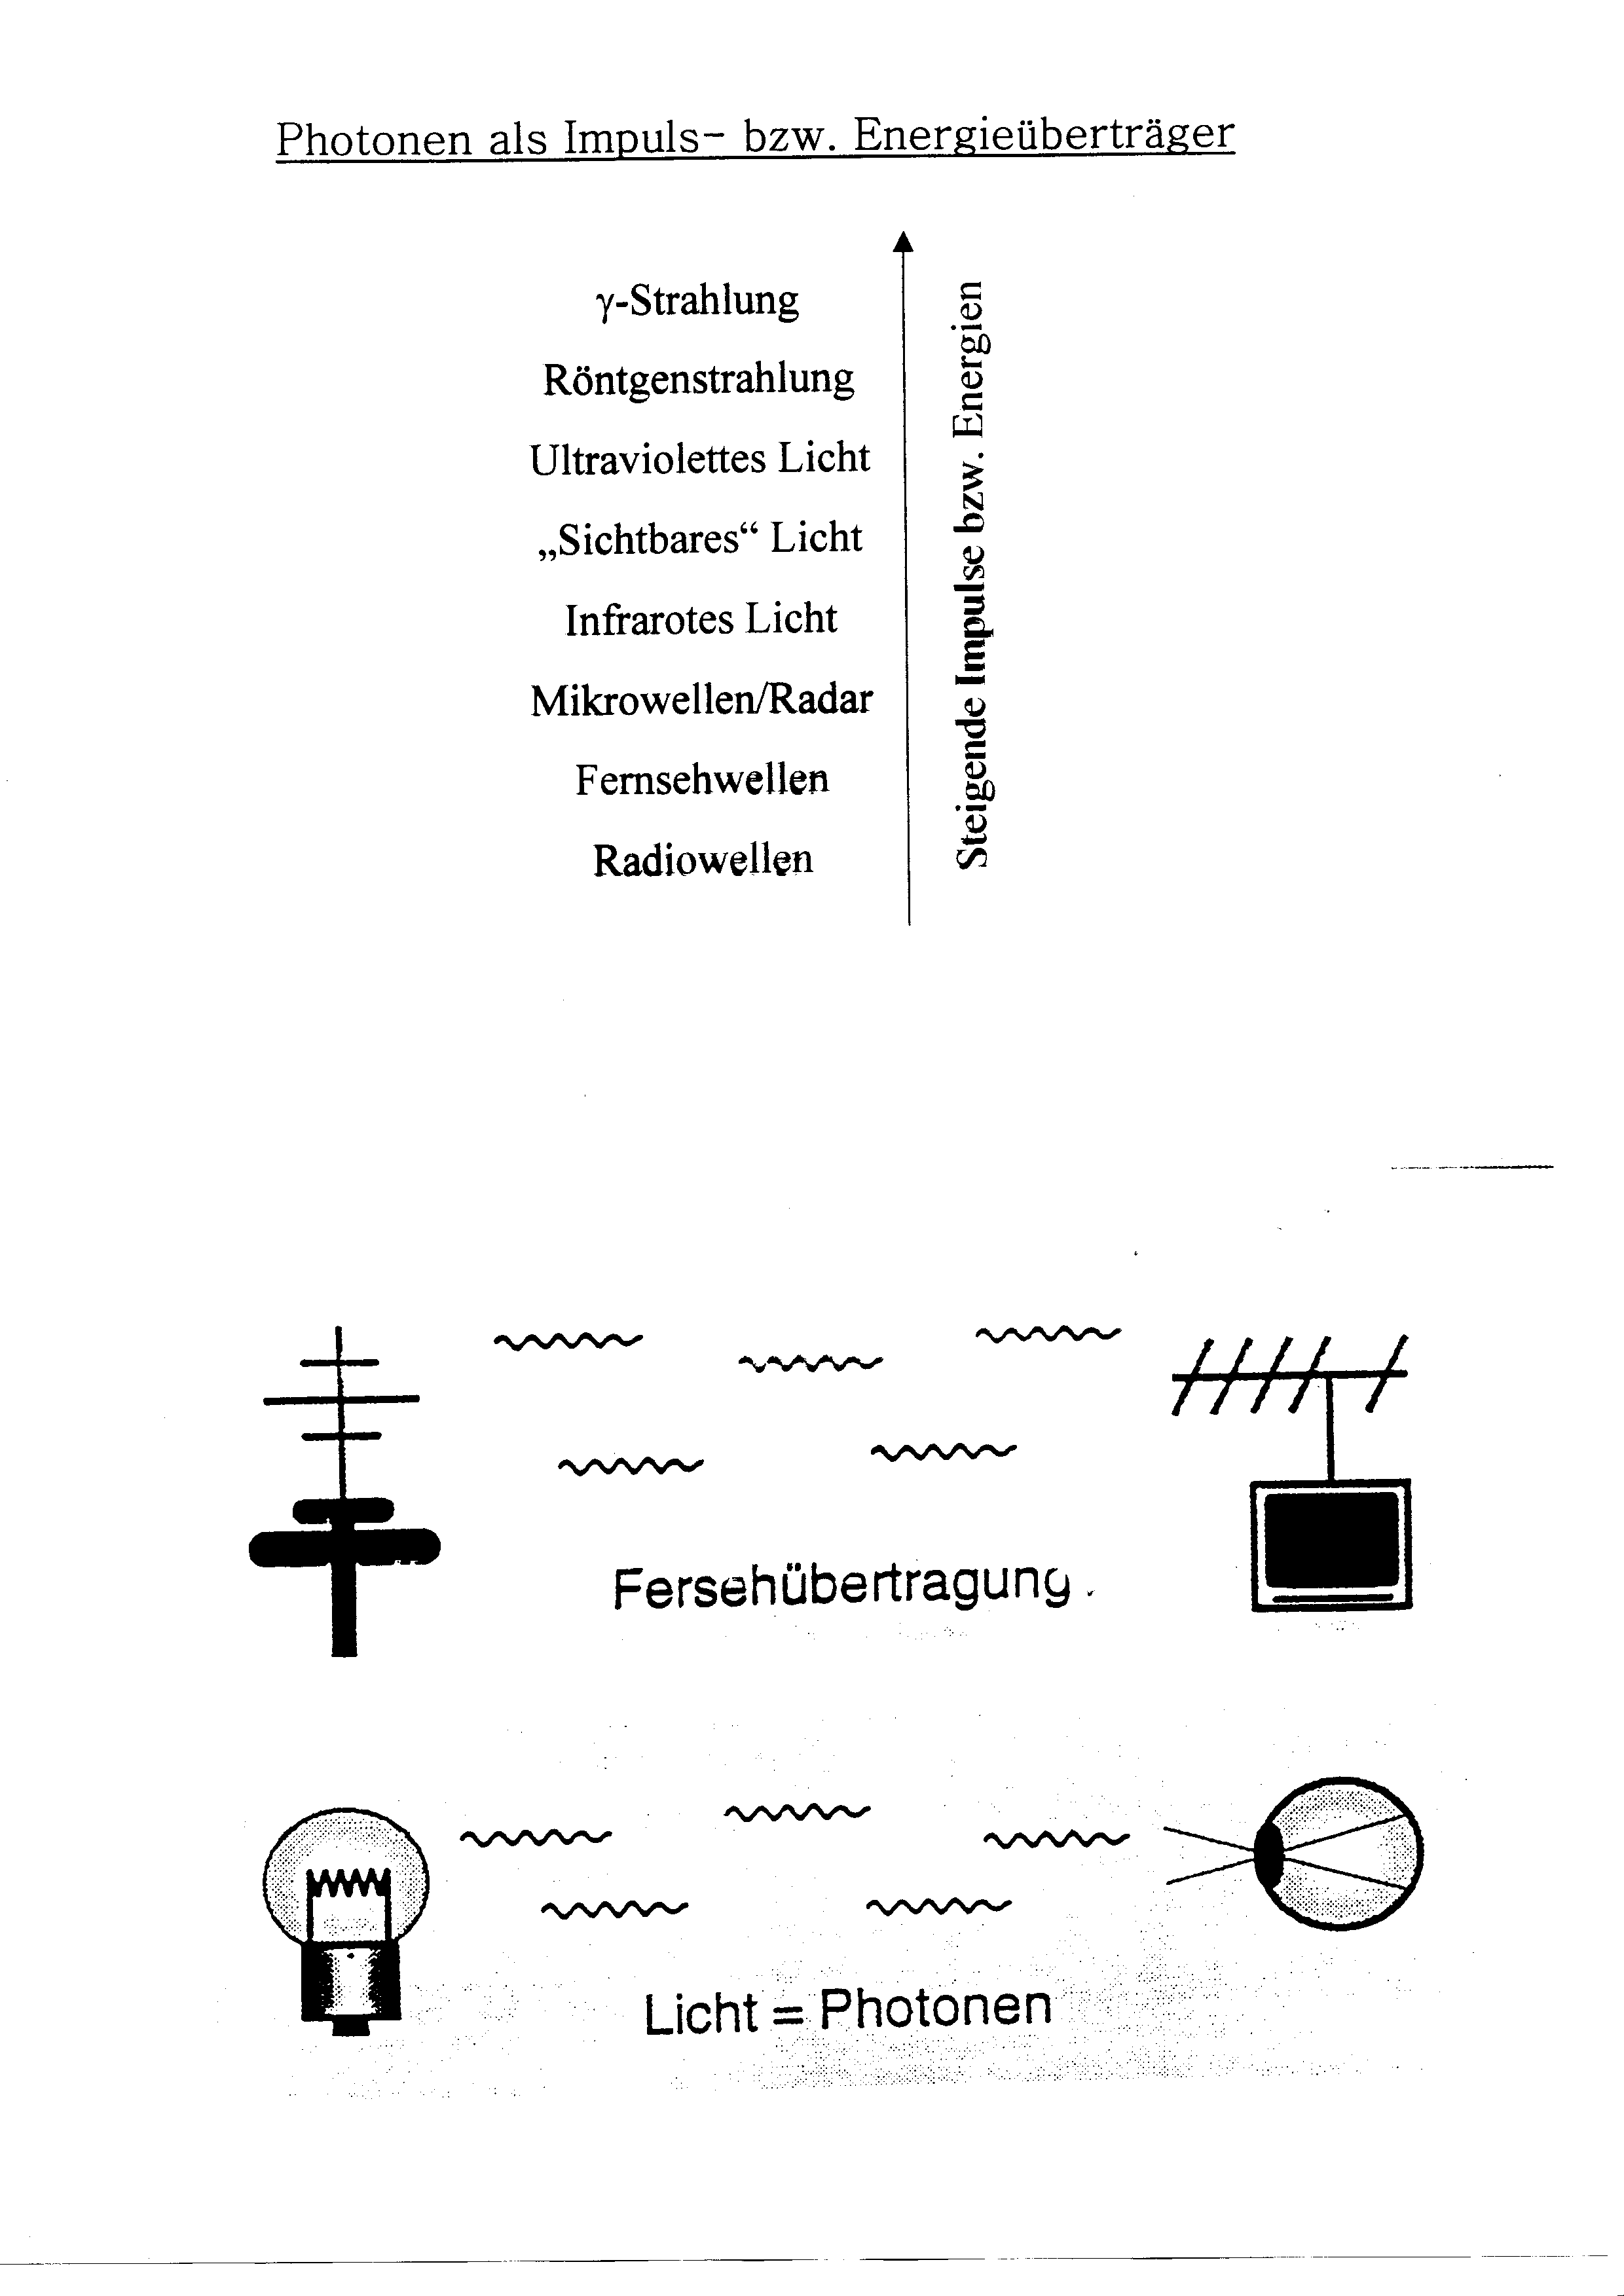 Photonen als Impuls- bzw. Energieüberträger
γ-Strahlung
Röntgenstrahlung
Ultraviolettes Licht
„Sichtbares“ Licht
Infrarotes Licht
Mikrowellen/Radar
Fernsehwellen
Radiowellen
Steigende Impulse bzw. Energien
Fersehübertragung
Licht = Photonen